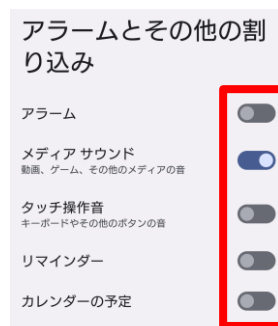 アラームとその他の割
り込み
アラーム
メディア サウンド
動画、ゲーム、その他のメディアの音
タッチ操作音
キーボードやその他のボタンの音
リマインダー
カレンダーの予定